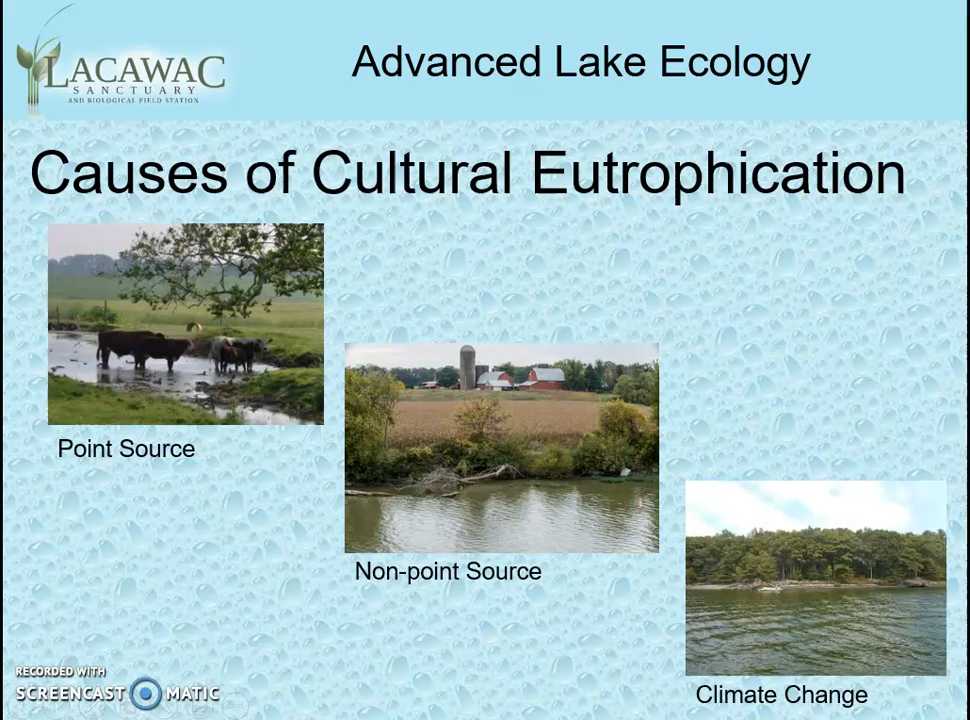 LACAWAC
SANCTUARY
AND BIOLOGICAL FIELD STATION
Advanced Lake Ecology
Causes of Cultural Eutrophication
Point Source
Non-point Source
Climate Change
RECORDED WITH
SCREENCAST MATIC